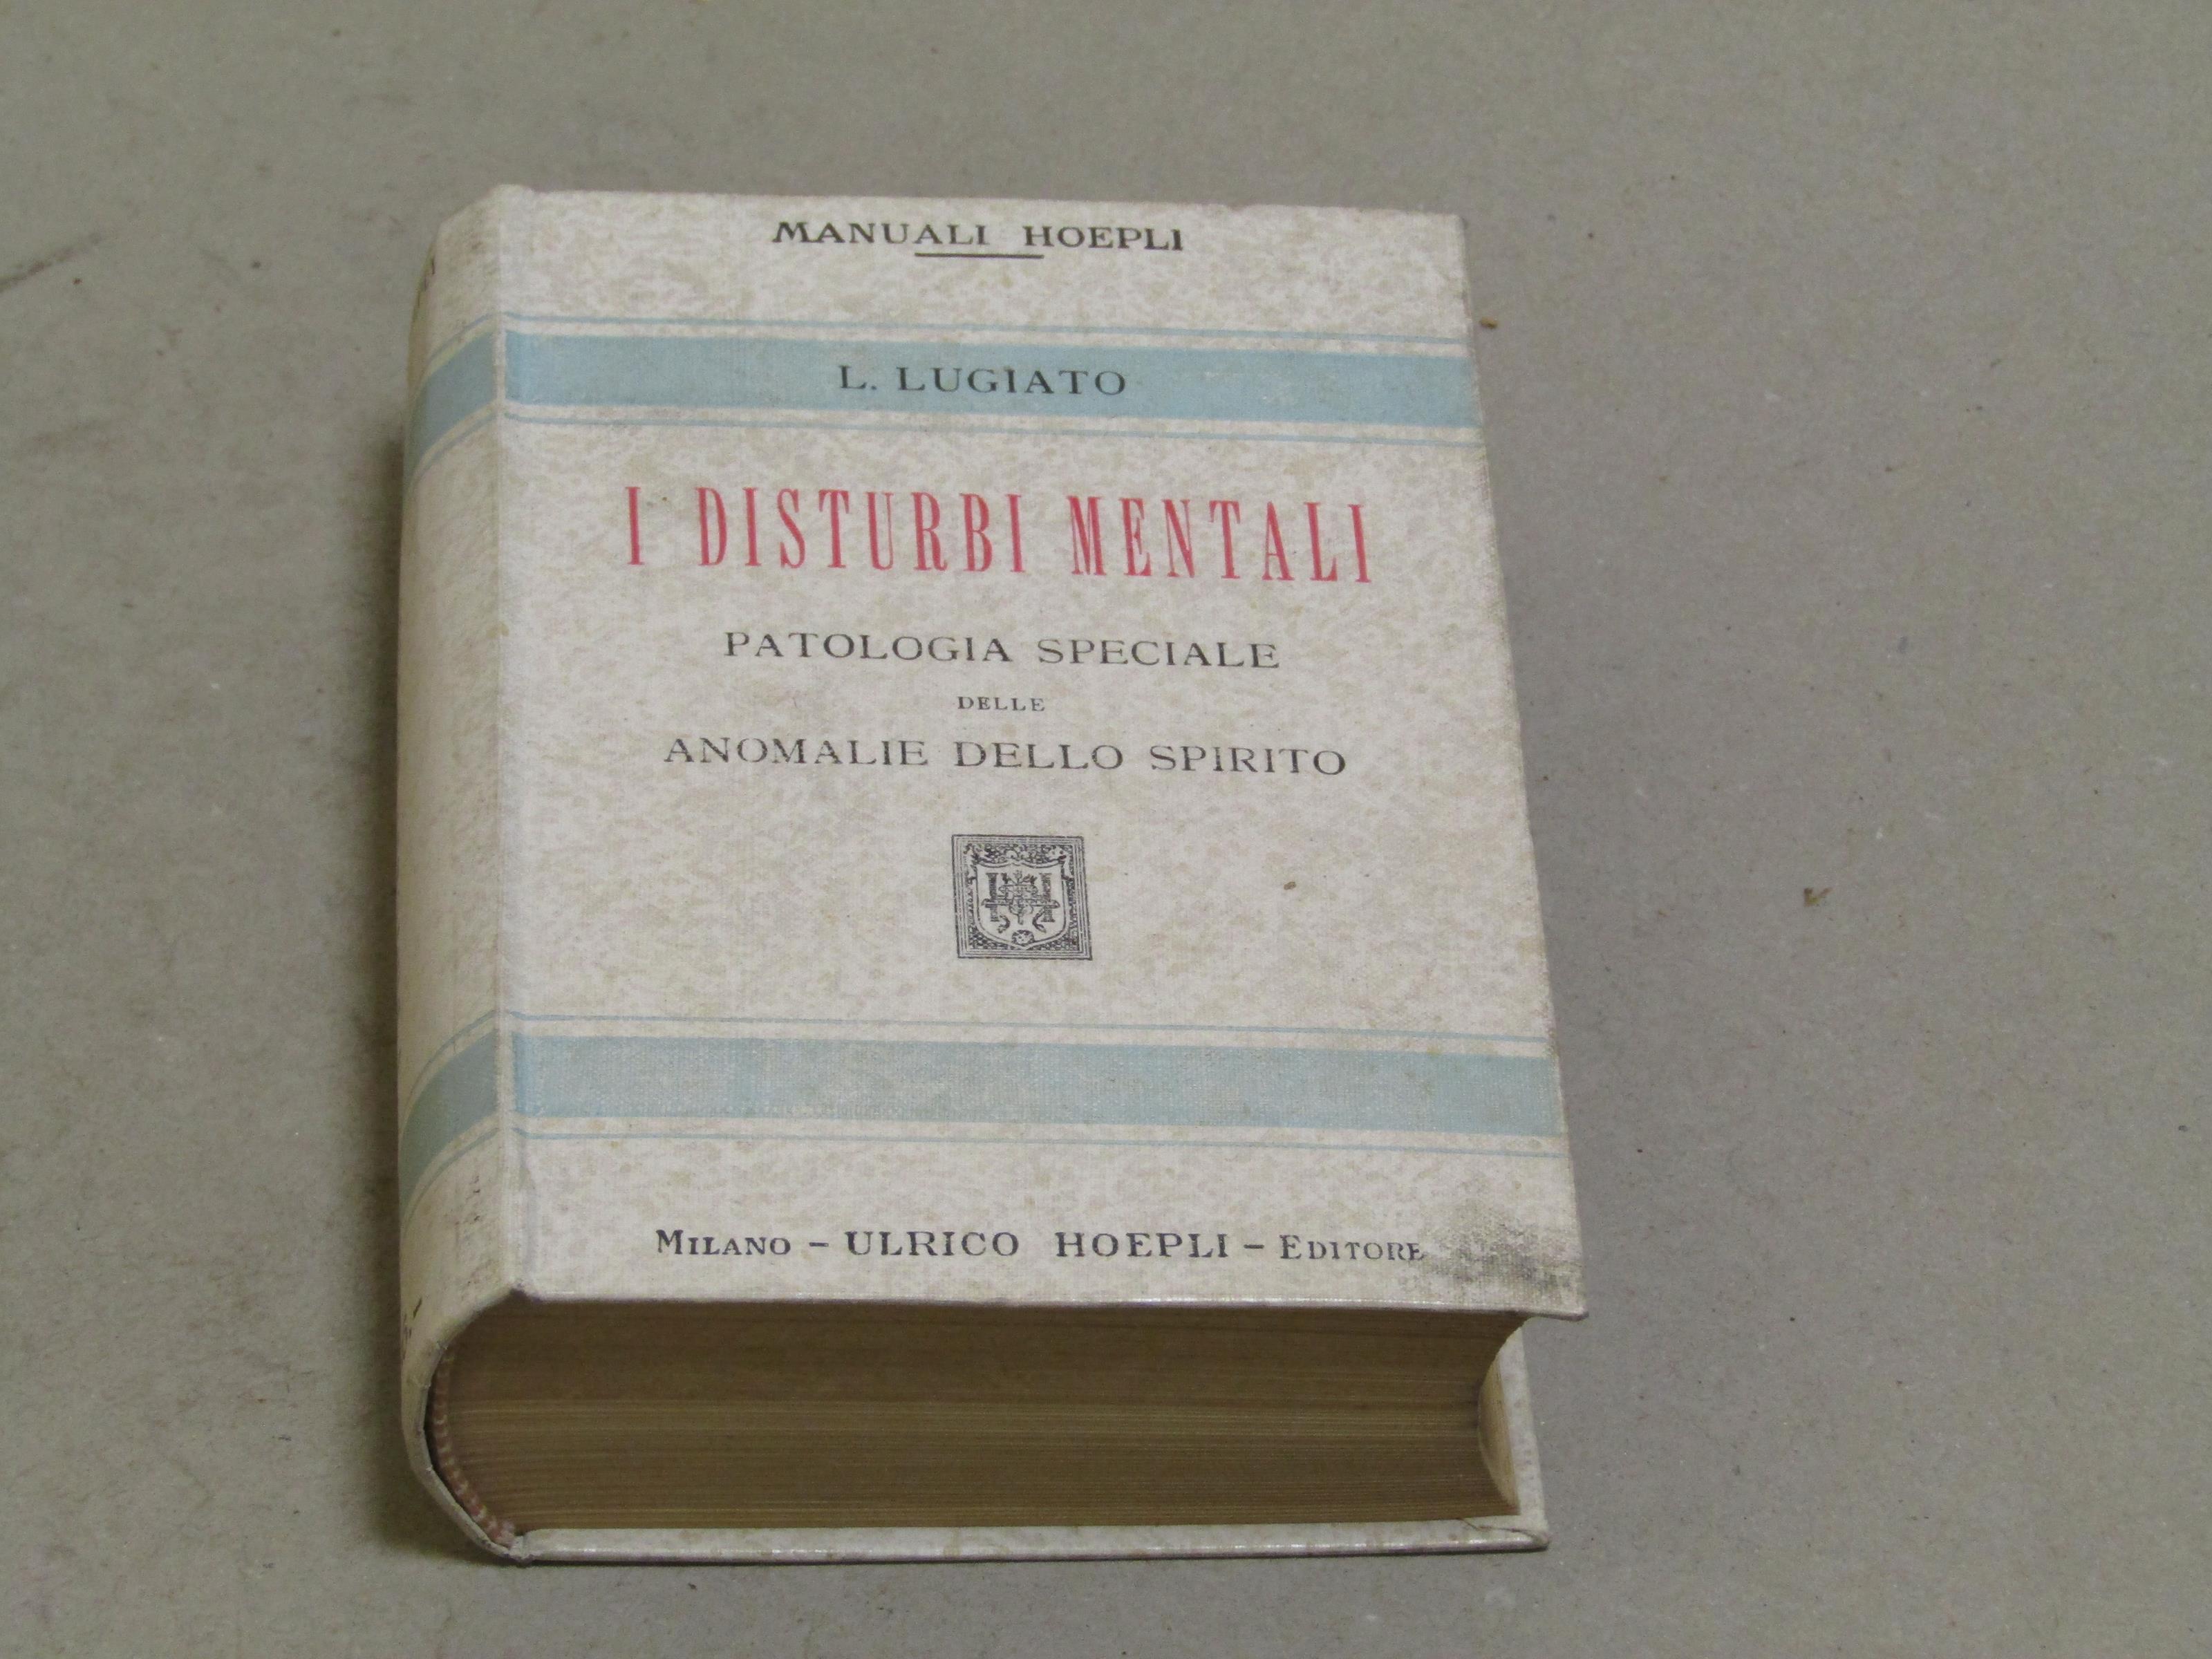 MANUALI HOEPLI
L. LUGIATO
I DISTURBI MENTALI
PATOLOGIA SPECIALE
DELLE
ANOMALIE DELLO SPIRITO
MILANO - ULRICO HOEPLI - EDITORE